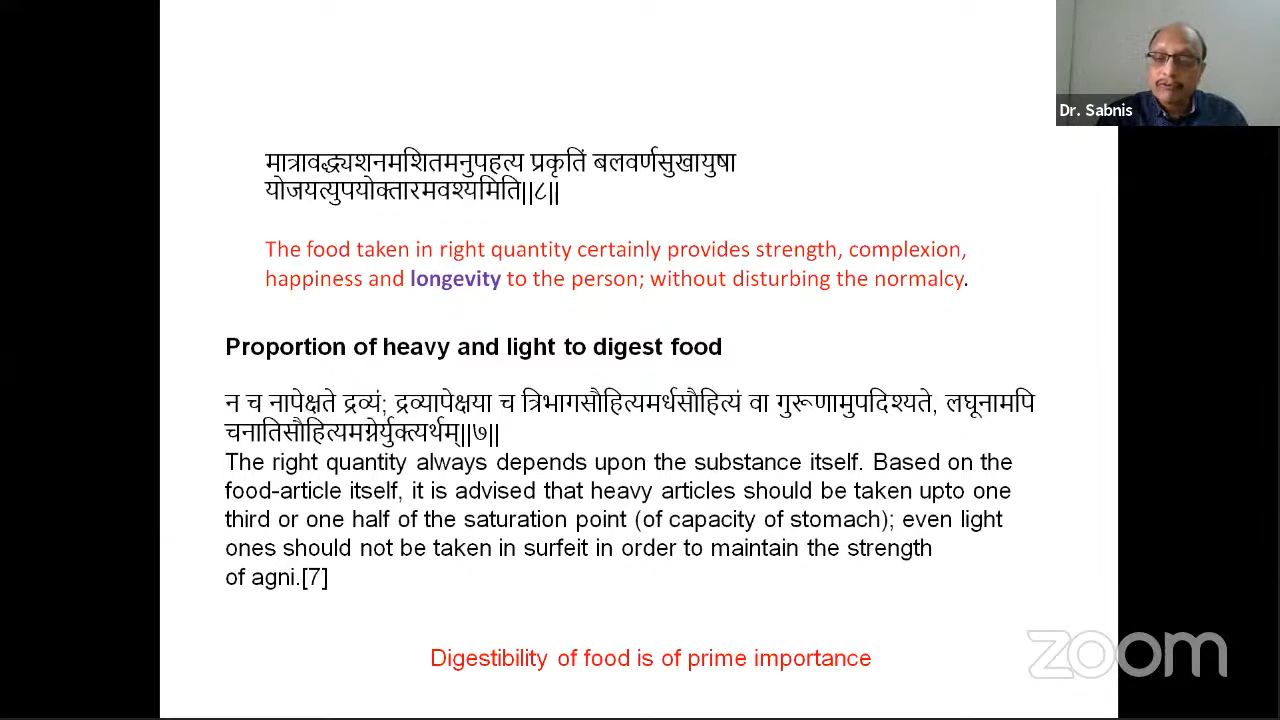 Dr. Sabnis
मात्रावद्ध्यशनमशितमनुपहत्य प्रकृतिं बलवर्णसुखायुषा
योजयत्युपयोक्तारमवश्यमिति||८||
The food taken in right quantity certainly provides strength, complexion,
happiness and longevity to the person; without disturbing the normalcy.
Proportion of heavy and light to digest food
न च नापेक्षते द्रव्यं; द्रव्यापेक्षया च त्रिभागसौहित्यमर्धसौहित्यं वा गुरूणामुपदिश्यते, लघूनामपि
चनातिसौहित्यमग्नेर्युक्त्यर्थम्||७||
The right quantity always depends upon the substance itself. Based on the
food-article itself, it is advised that heavy articles should be taken upto one
third or one half of the saturation point (of capacity of stomach); even light
ones should not be taken in surfeit in order to maintain the strength
of agni.[7]
Digestibility of food is of prime importance
zoom